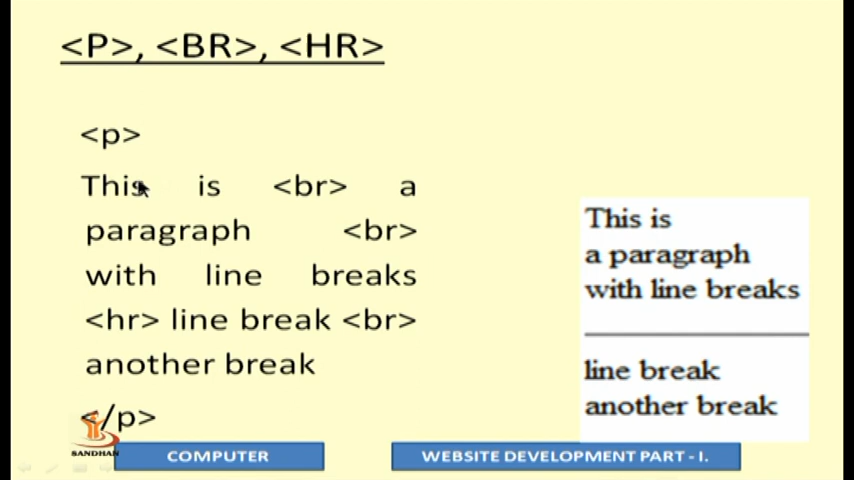 <P>, <BR>, <HR>
<p>
This is <br> a
paragraph <br>
with line breaks
<hr> line break <br>
another break
</p>
This is
a paragraph
with line breaks
line break
another break
SANDHAN
COMPUTER
WEBSITE DEVELOPMENT PART - I.